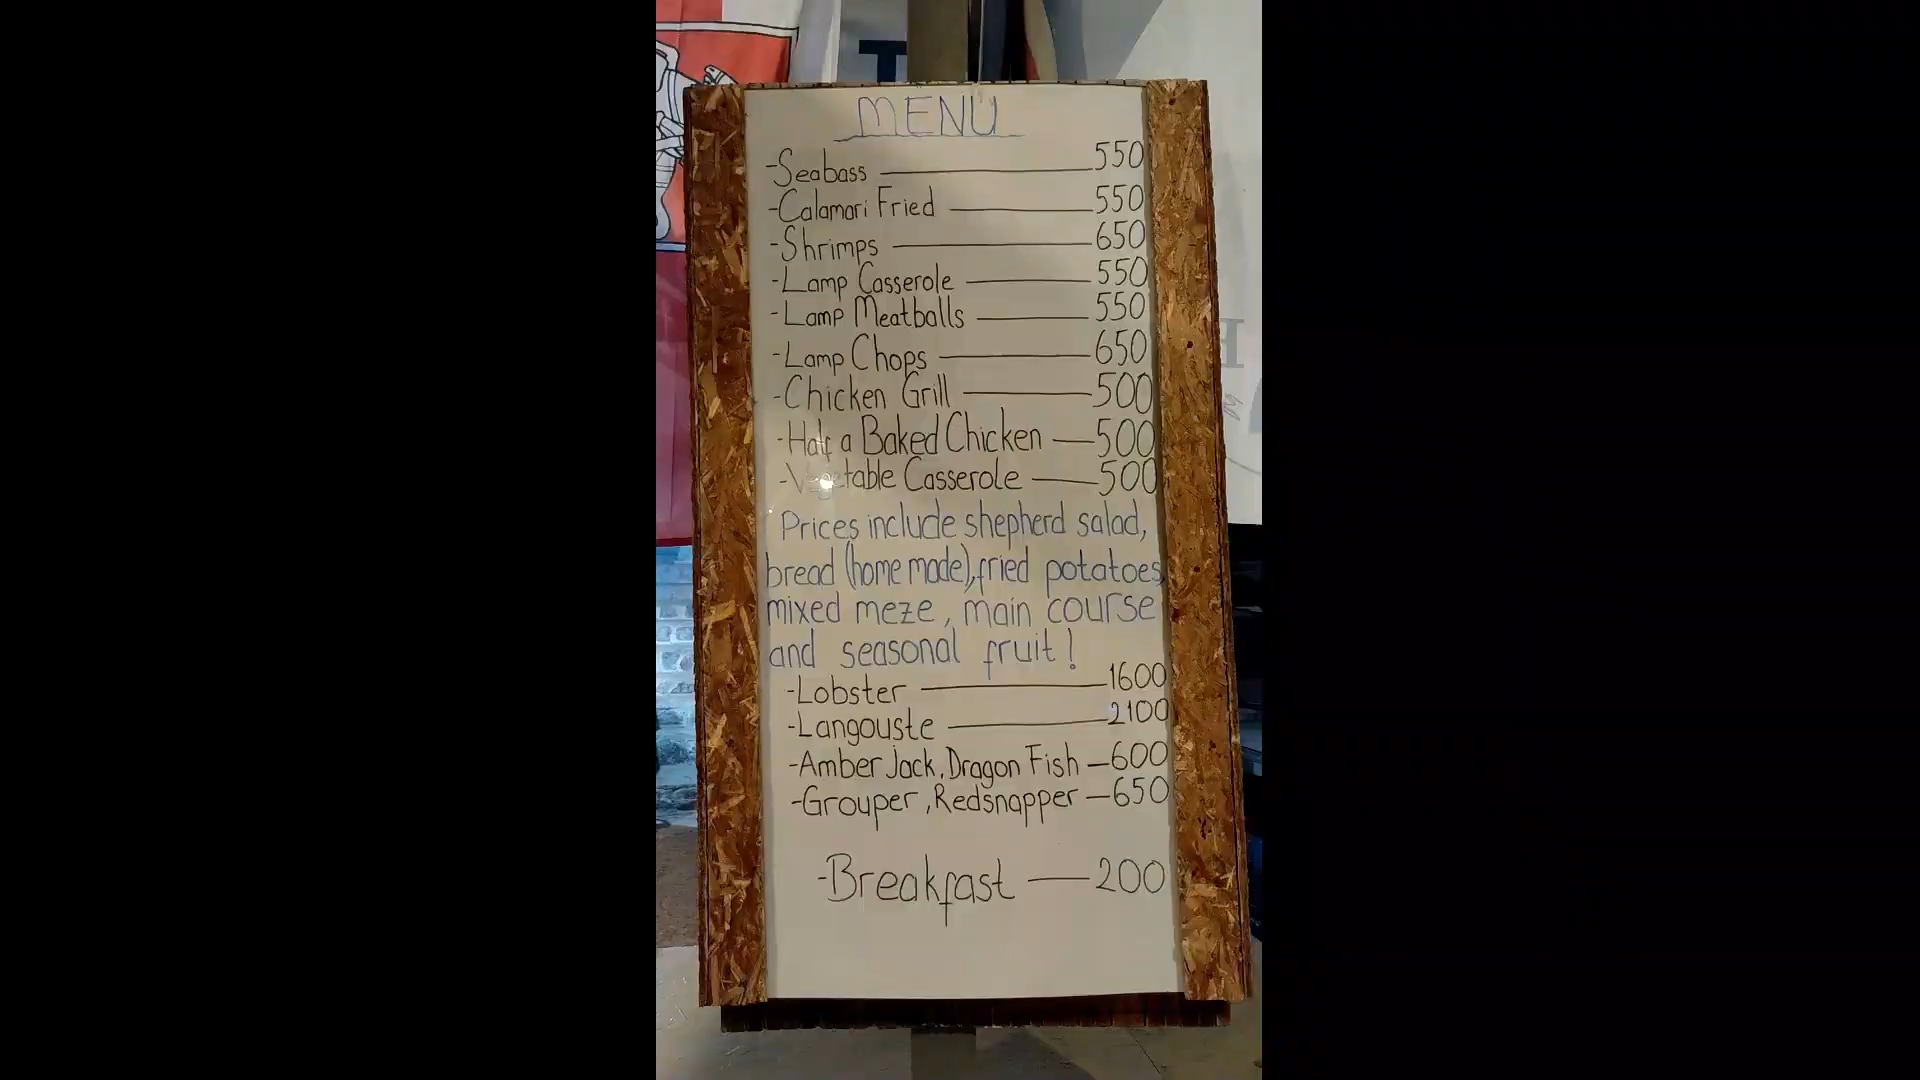 MENU
-Seabass 550
-Calamari Fried 550
-Shrimps 650
-Lamp Casserole 550
-Lamp Meatballs 550
-Lamp Chops 650
-Chicken Grill 500
-Half a Baked Chicken 500
-Vegetable Casserole 500
Prices include shepherd salad,
bread (home made), fried potatoes,
mixed meze, main course
and seasonal fruit!
-Lobster 1600
-Langouste 2100
-Amber Jack, Dragon Fish 600
-Grouper, Redsnapper 650
-Breakfast 200